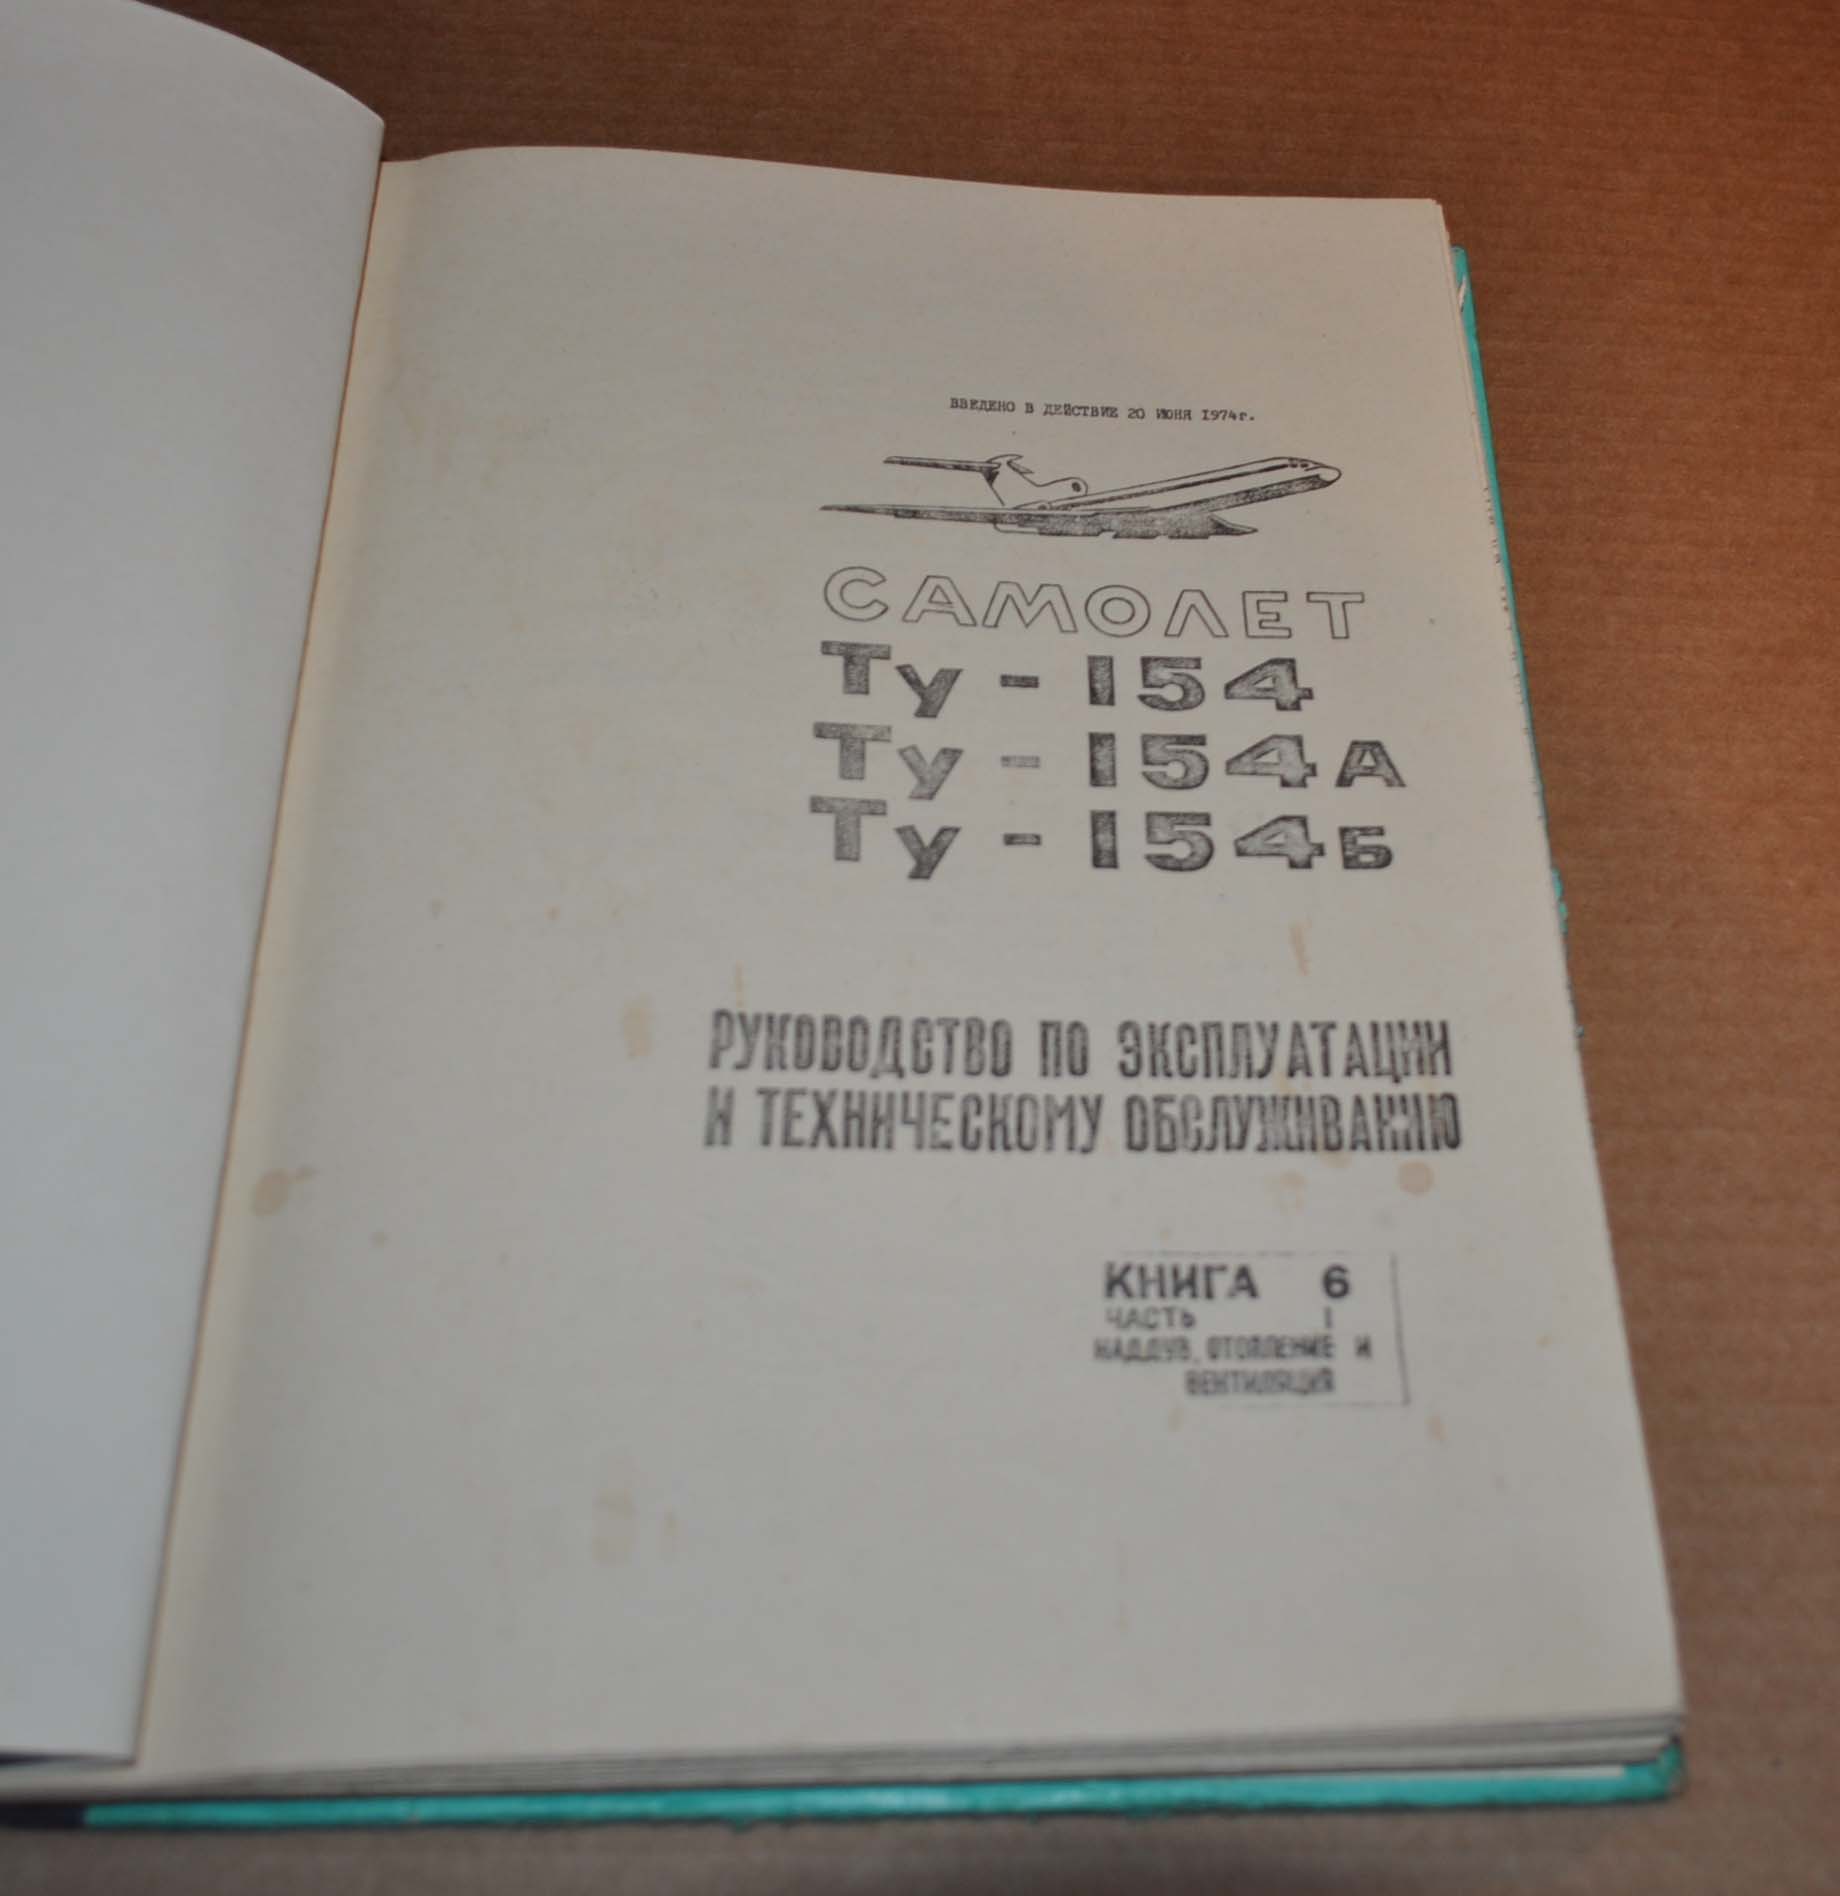 ВВЕДЕНО В ДЕЙСТВИЕ 20 ИЮНЯ 1974г.
САМОЛЕТ
Ту-154
Ту-154А
Ту-154Б
РУКОВОДСТВО ПО ЭКСПЛУАТАЦИИ
И ТЕХНИЧЕСКОМУ ОБСЛУЖИВАНИЮ
КНИГА 6
ЧАСТЬ I
НАДДУВ, ОТОПЛЕНИЕ И
ВЕНТИЛЯЦИЯ